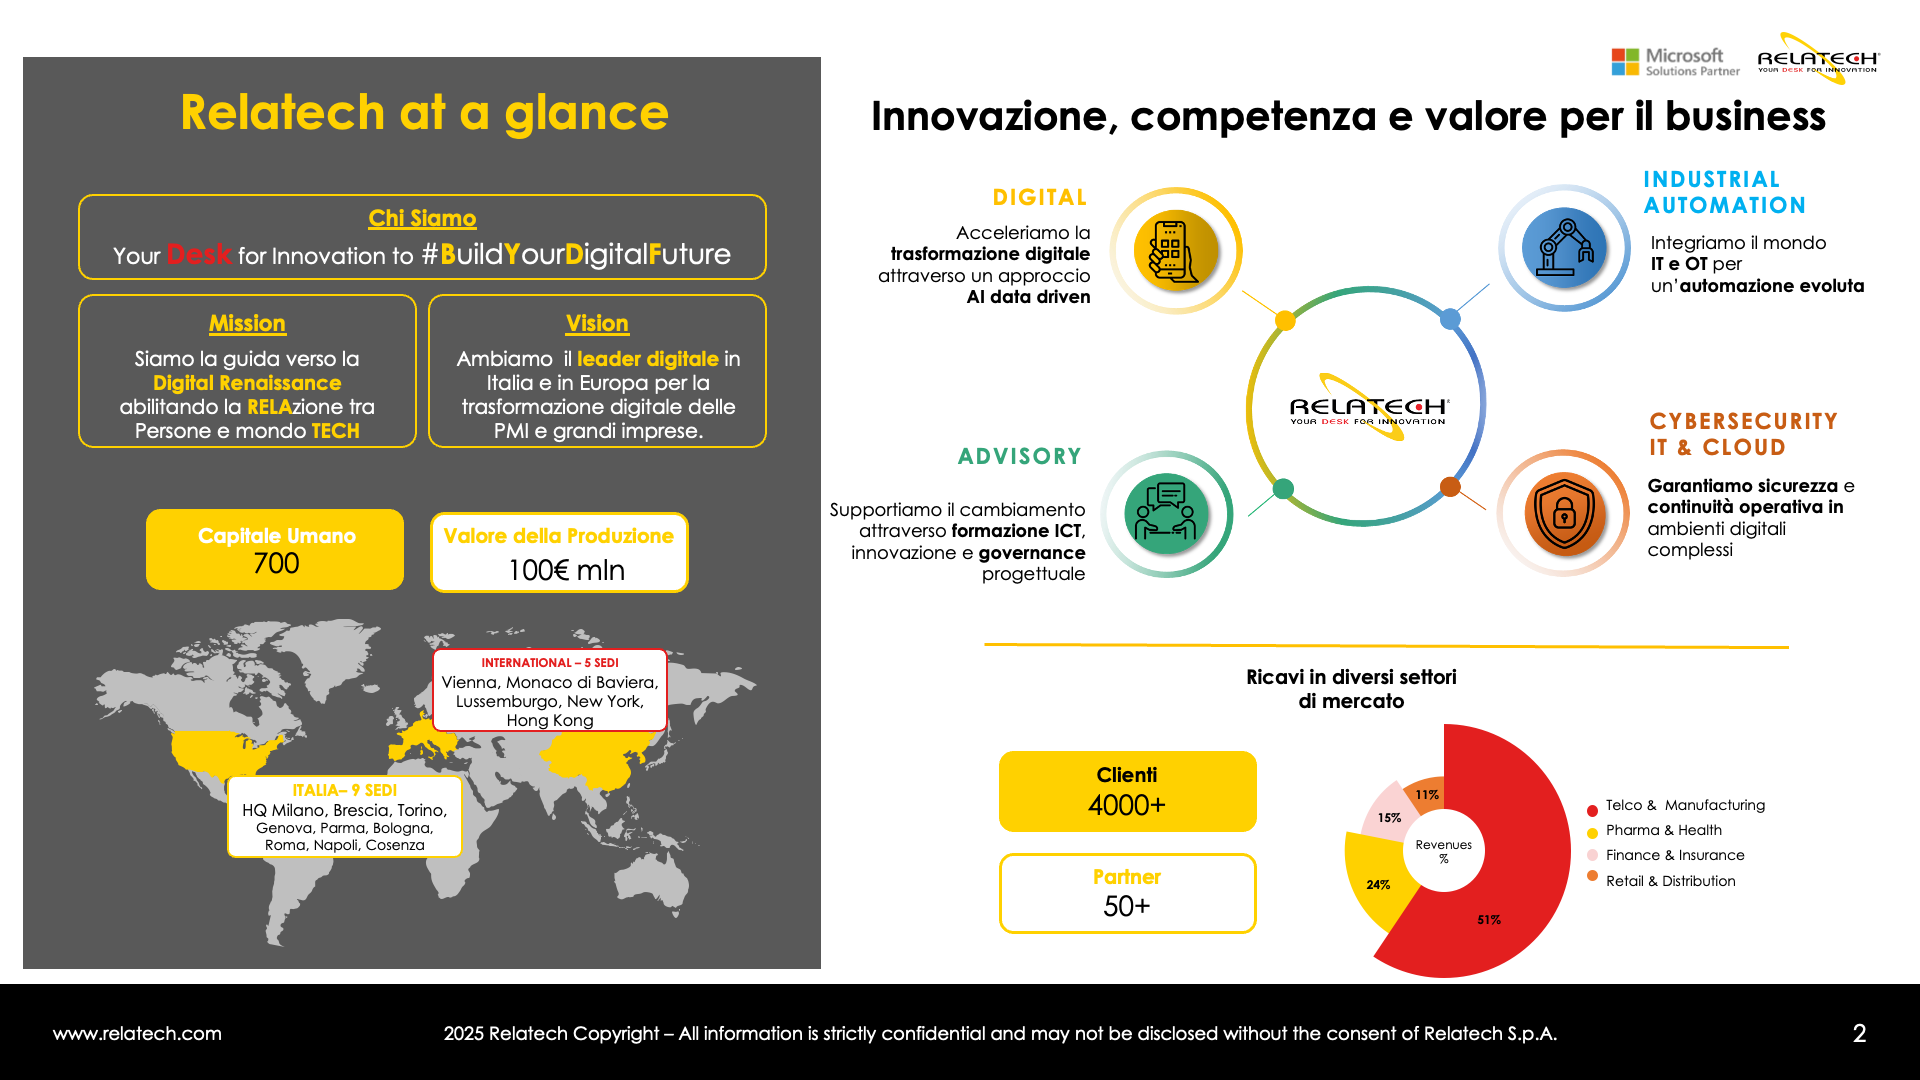 Microsoft
Solutions Partner
RELATECH
YOUR DESK FOR INNOVATION
Relatech at a glance
Chi Siamo
Your Desk for Innovation to #BuildYourDigitalFuture
Mission
Siamo la guida verso la
Digital Renaissance
abilitando la RELAzione tra
Persone e mondo TECH
Vision
Ambiamo  il leader digitale in
Italia e in Europa per la
trasformazione digitale delle
PMI e grandi imprese.
Capitale Umano
700
Valore della Produzione
100€ mln
INTERNATIONAL – 5 SEDI
Vienna, Monaco di Baviera,
Lussemburgo, New York,
Hong Kong
ITALIA– 9 SEDI
HQ Milano, Brescia, Torino,
Genova, Parma, Bologna,
Roma, Napoli, Cosenza
Innovazione, competenza e valore per il business
DIGITAL
Acceleriamo la
trasformazione digitale
attraverso un approccio
AI data driven
INDUSTRIAL
AUTOMATION
Integriamo il mondo
IT e OT per
un’automazione evoluta
RELATECH
YOUR DESK FOR INNOVATION
ADVISORY
Supportiamo il cambiamento
attraverso formazione ICT,
innovazione e governance
progettuale
CYBERSECURITY
IT & CLOUD
Garantiamo sicurezza e
continuità operativa in
ambienti digitali
complessi
Ricavi in diversi settori
di mercato
Clienti
4000+
Partner
50+
11%
15%
24%
51%
Revenues
%
Telco &  Manufacturing
Pharma & Health
Finance & Insurance
Retail & Distribution
www.relatech.com
2025 Relatech Copyright – All information is strictly confidential and may not be disclosed without the consent of Relatech S.p.A.
2